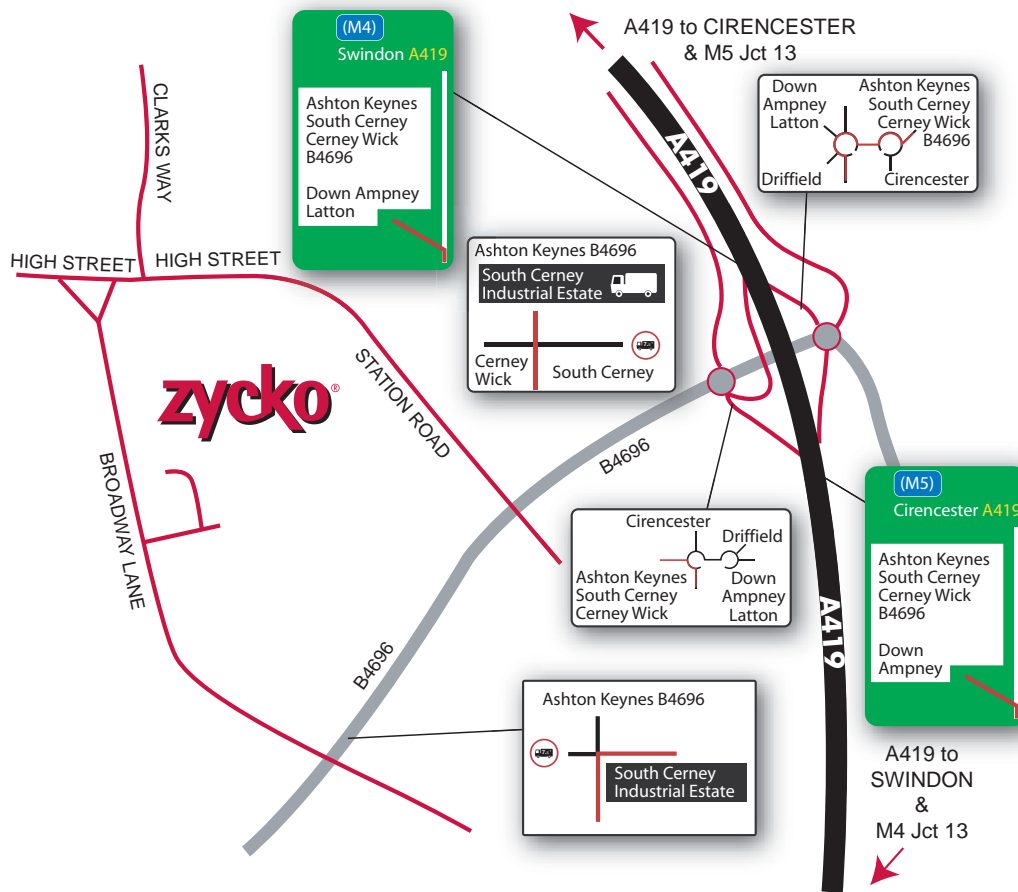 A419 to CIRENCESTER
& M5 Jct 13
(M4)
Swindon A419
Ashton Keynes
South Cerney
Cerney Wick
B4696
Down Ampney
Latton
CLARKS WAY
HIGH STREET
HIGH STREET
Down
Ampney
Latton
Ashton Keynes
South Cerney
Cerney Wick
B4696
Driffield
Cirencester
A419
Ashton Keynes B4696
South Cerney
Industrial Estate
Cerney
Wick
South Cerney
STATION ROAD
zycko®
B4696
BROADWAY LANE
(M5)
Cirencester A419
Ashton Keynes
South Cerney
Cerney Wick
B4696
Down
Ampney
Cirencester
Driffield
Ashton Keynes
South Cerney
Cerney Wick
Down
Ampney
Latton
A419
B4696
Ashton Keynes B4696
South Cerney
Industrial Estate
A419 to
SWINDON
&
M4 Jct 13